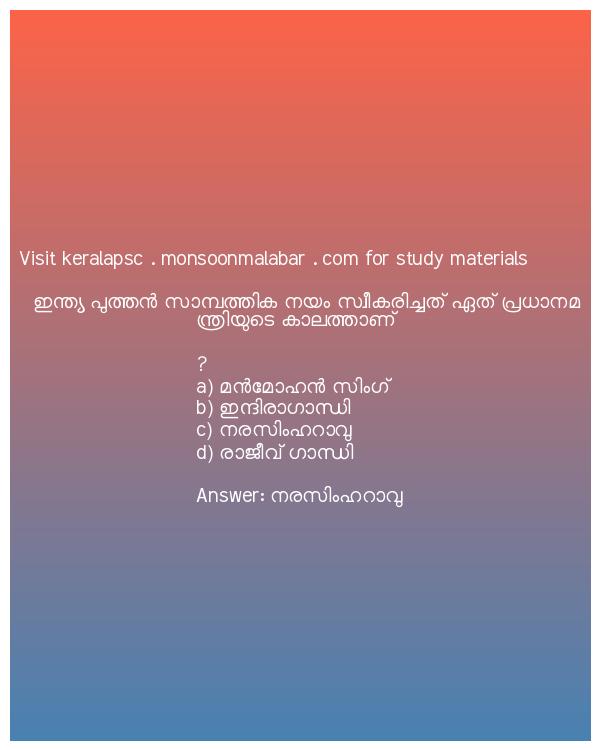 Visit keralapsc . monsoonmalabar . com for study materials
ഇന്ത്യ പുത്തൻ സാമ്പത്തിക നയം സ്വീകരിച്ചത് ഏത് പ്രധാനമ
ന്ത്രിയുടെ കാലത്താണ്
?
a) മൻമോഹൻ സിംഗ്
b) ഇന്ദിരാഗാന്ധി
c) നരസിംഹറാവു
d) രാജീവ് ഗാന്ധി
Answer: നരസിംഹറാവു